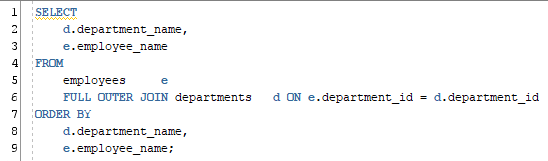 1 SELECT
2 d.department_name,
3 e.employee_name
4 FROM
5 employees e
6 FULL OUTER JOIN departments d ON e.department_id = d.department_id
7 ORDER BY
8 d.department_name,
9 e.employee_name;